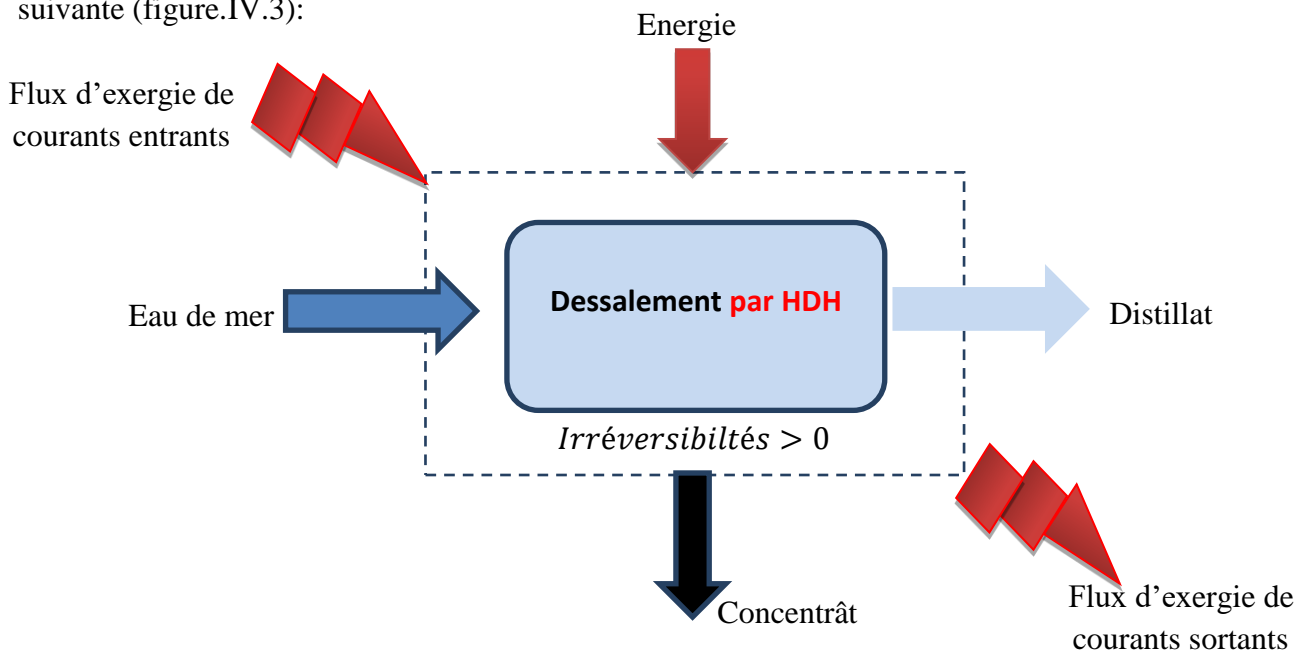 suivante (figure.IV.3):
Energie
Flux d’exergie de
courants entrants
Dessalement par HDH
Eau de mer
Distillat
Irréversibiltés > 0
Concentrât
Flux d’exergie de
courants sortants